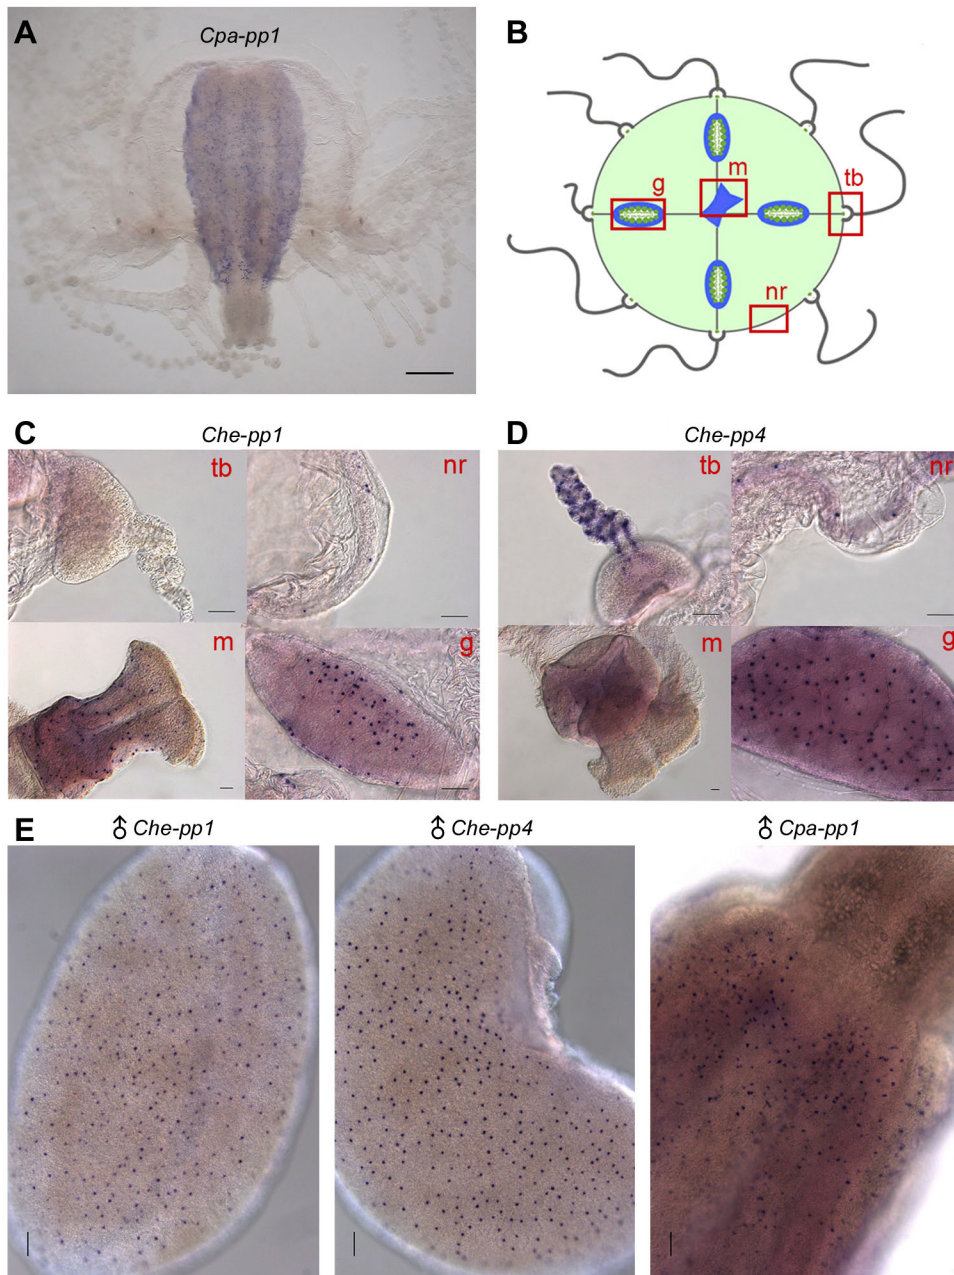 A
Cpa-pp1
B
g
m
tb
nr
C
Che-pp1
tb
nr
m
g
D
Che-pp4
tb
nr
m
g
E
♂ Che-pp1
♂ Che-pp4
♂ Cpa-pp1